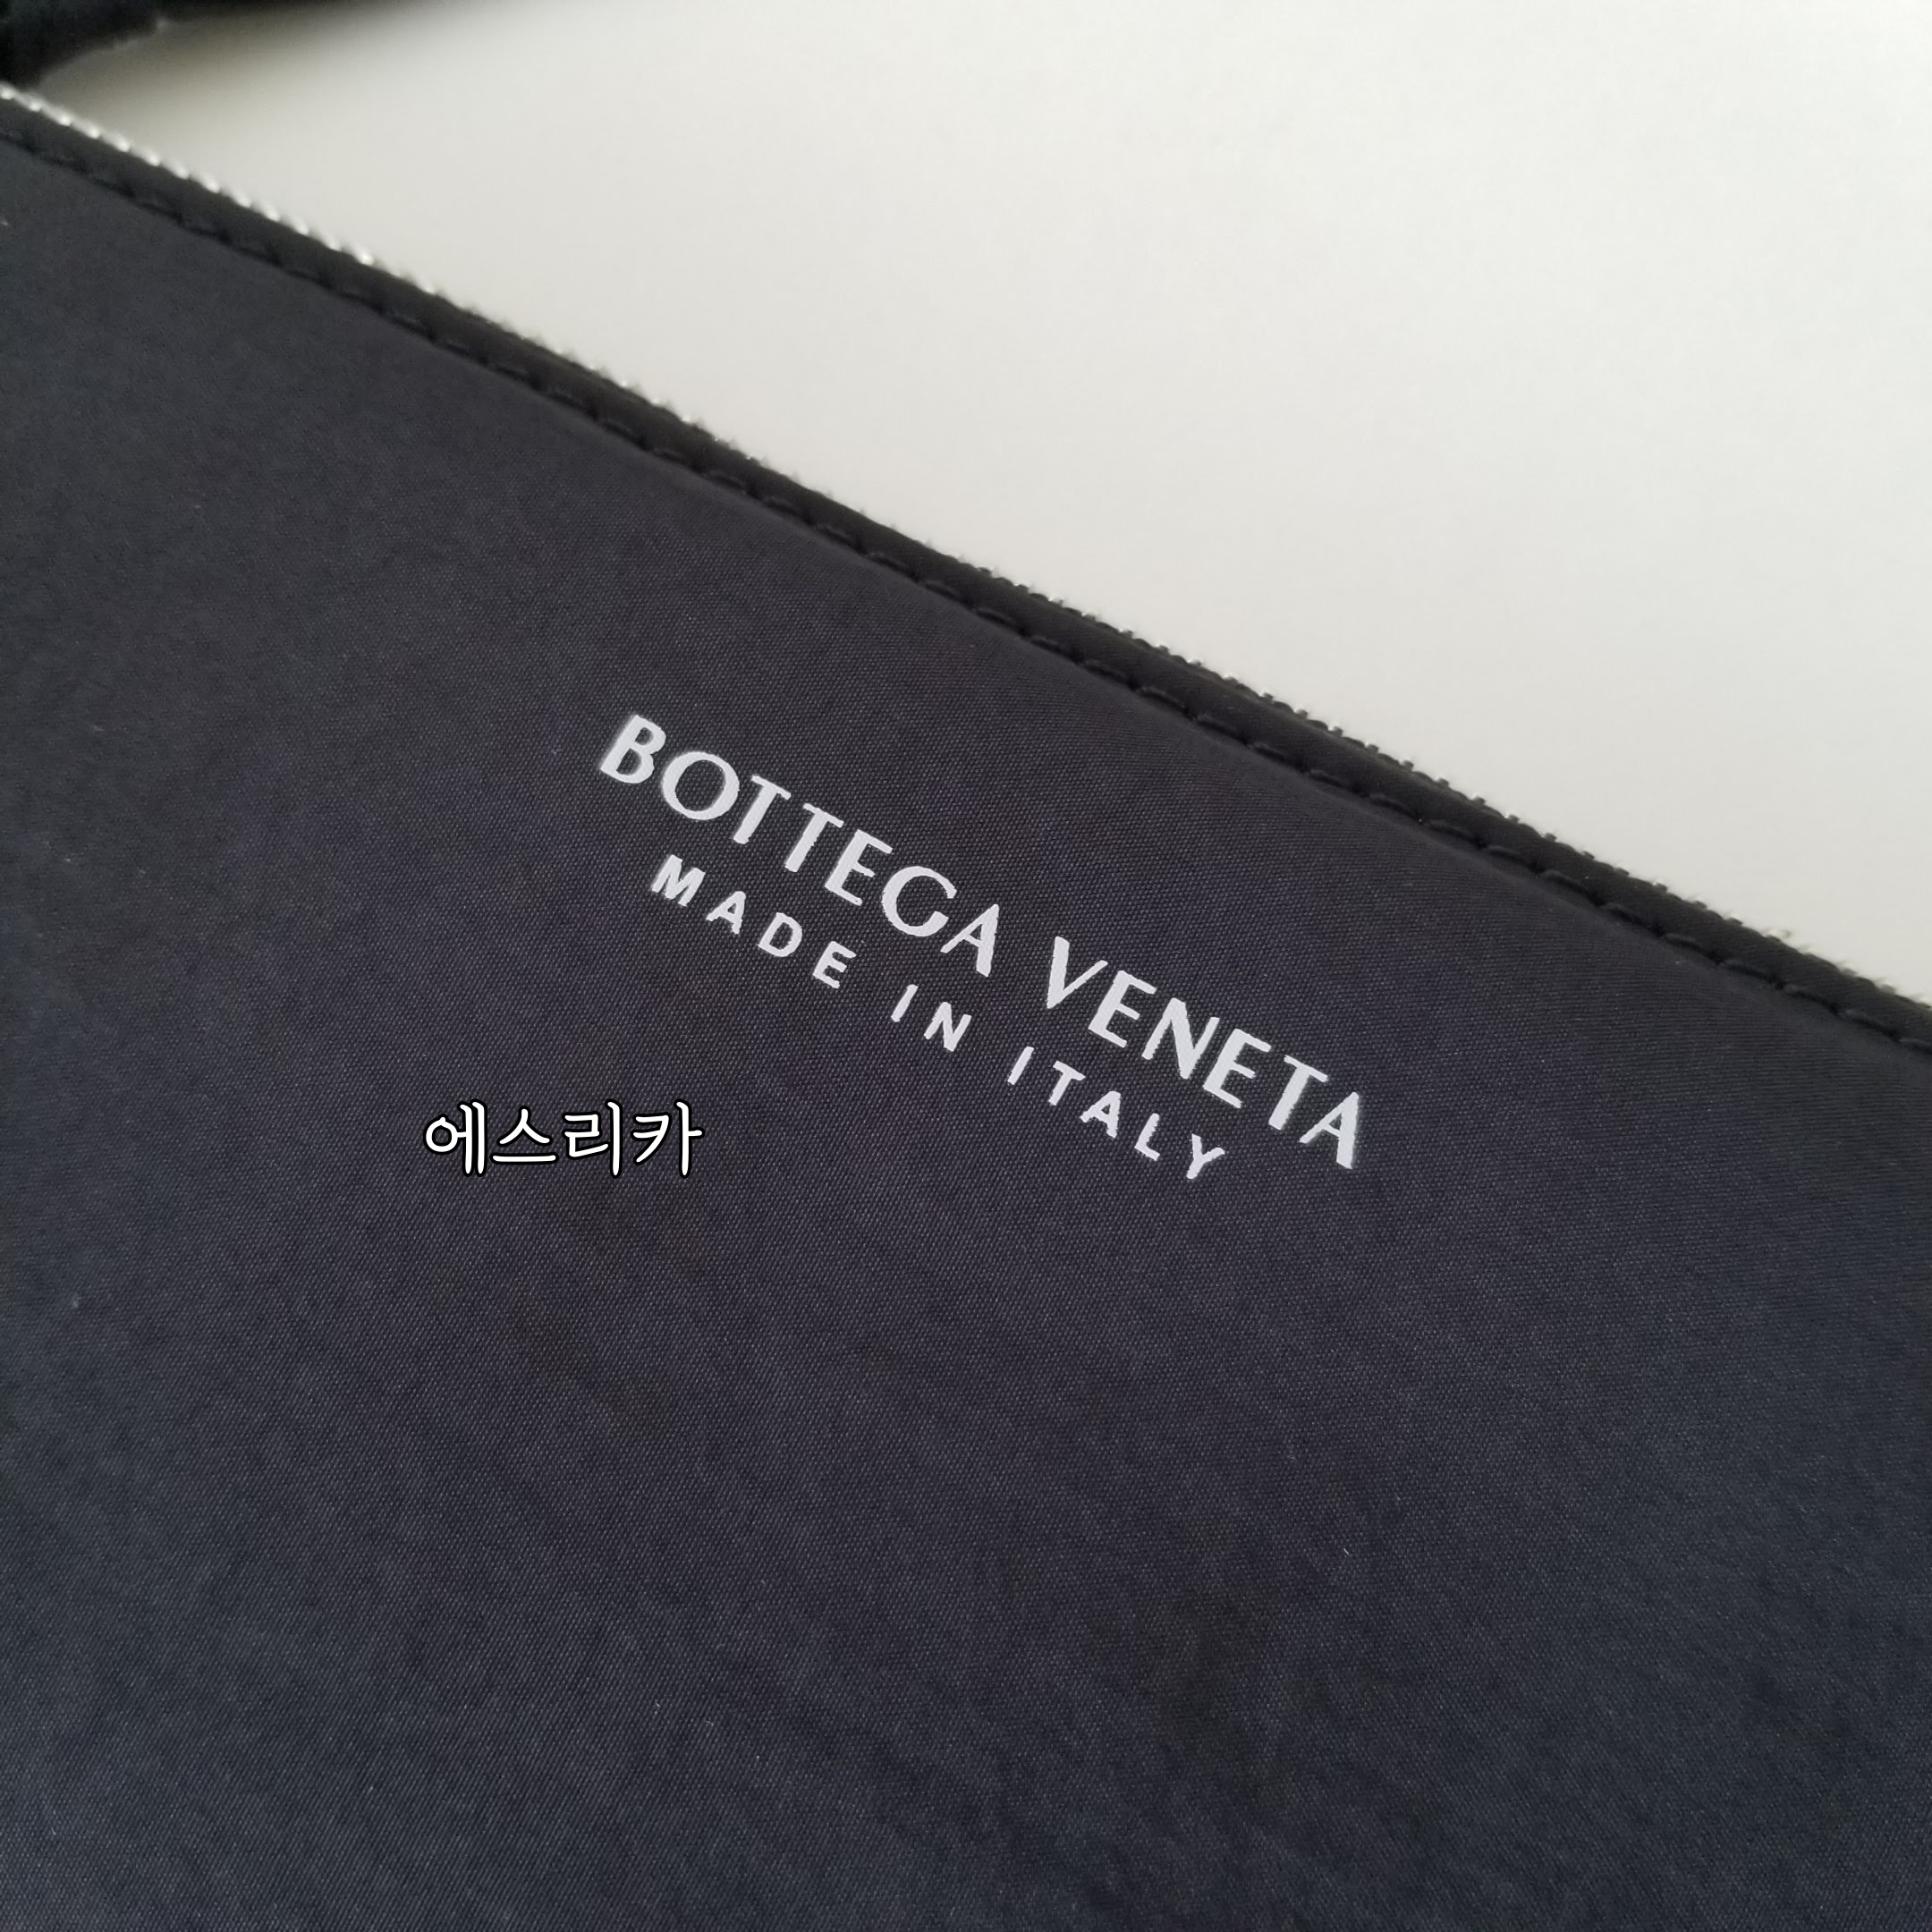 BOTTEGA VENETA
MADE IN ITALY
에스리카